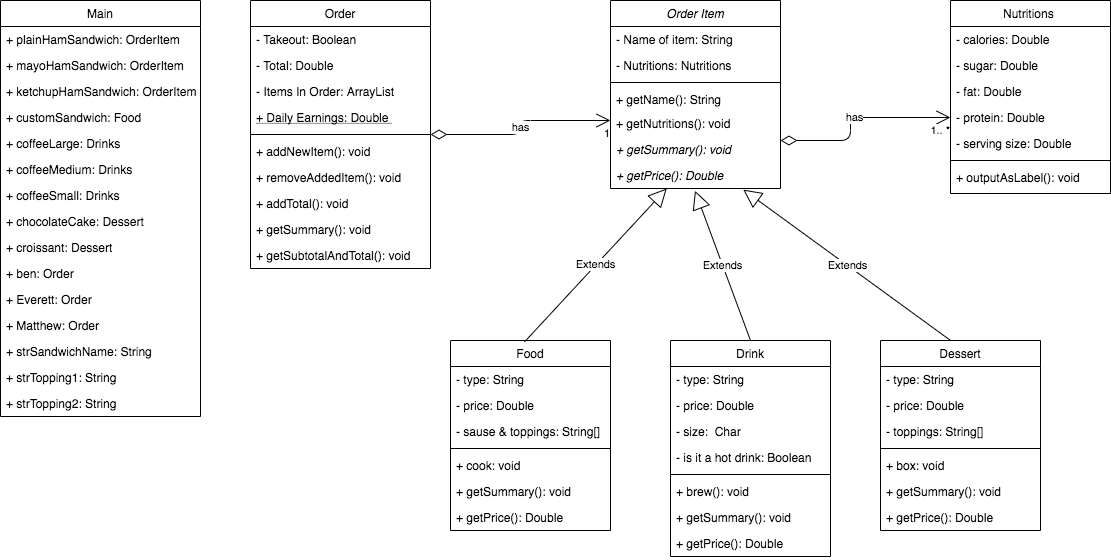 Main
+ plainHamSandwich: OrderItem
+ mayoHamSandwich: OrderItem
+ ketchupHamSandwich: OrderItem
+ customSandwich: Food
+ coffeeLarge: Drinks
+ coffeeMedium: Drinks
+ coffeeSmall: Drinks
+ chocolateCake: Dessert
+ croissant: Dessert
+ ben: Order
+ Everett: Order
+ Matthew: Order
+ strSandwichName: String
+ strTopping1: String
+ strTopping2: String
Order
- Takeout: Boolean
- Total: Double
- Items In Order: ArrayList
+ Daily Earnings: Double
+ addNewItem(): void
+ removeAddedItem(): void
+ addTotal(): void
+ getSummary(): void
+ getSubtotalAndTotal(): void
has
1
Order Item
- Name of item: String
- Nutritions: Nutritions
+ getName(): String
+ getNutritions(): void
+ getSummary(): void
+ getPrice(): Double
has
1.. *
Nutritions
- calories: Double
- sugar: Double
- fat: Double
- protein: Double
- serving size: Double
+ outputAsLabel(): void
Extends
Extends
Extends
Food
- type: String
- price: Double
- sause & toppings: String[]
+ cook: void
+ getSummary(): void
+ getPrice(): Double
Drink
- type: String
- price: Double
- size:  Char
- is it a hot drink: Boolean
+ brew(): void
+ getSummary(): void
+ getPrice(): Double
Dessert
- type: String
- price: Double
- toppings: String[]
+ box: void
+ getSummary(): void
+ getPrice(): Double